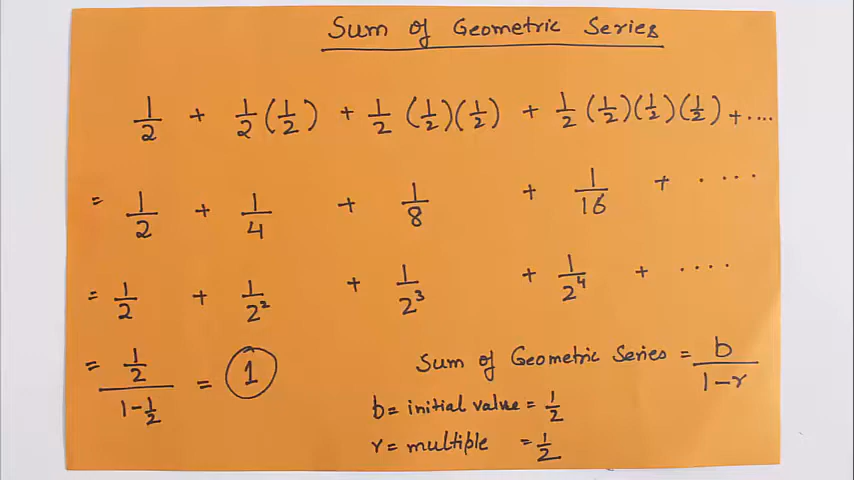 Sum of Geometric Series
1/2 + 1/2 (1/2) + 1/2 (1/2)(1/2) + 1/2 (1/2)(1/2)(1/2) + ....
= 1/2 + 1/4 + 1/8 + 1/16 + ....
= 1/2 + 1/2² + 1/2³ + 1/2⁴ + ....
= (1/2)/(1-1/2) = 1
Sum of Geometric Series = b/(1-r)
b = initial value = 1/2
r = multiple = 1/2